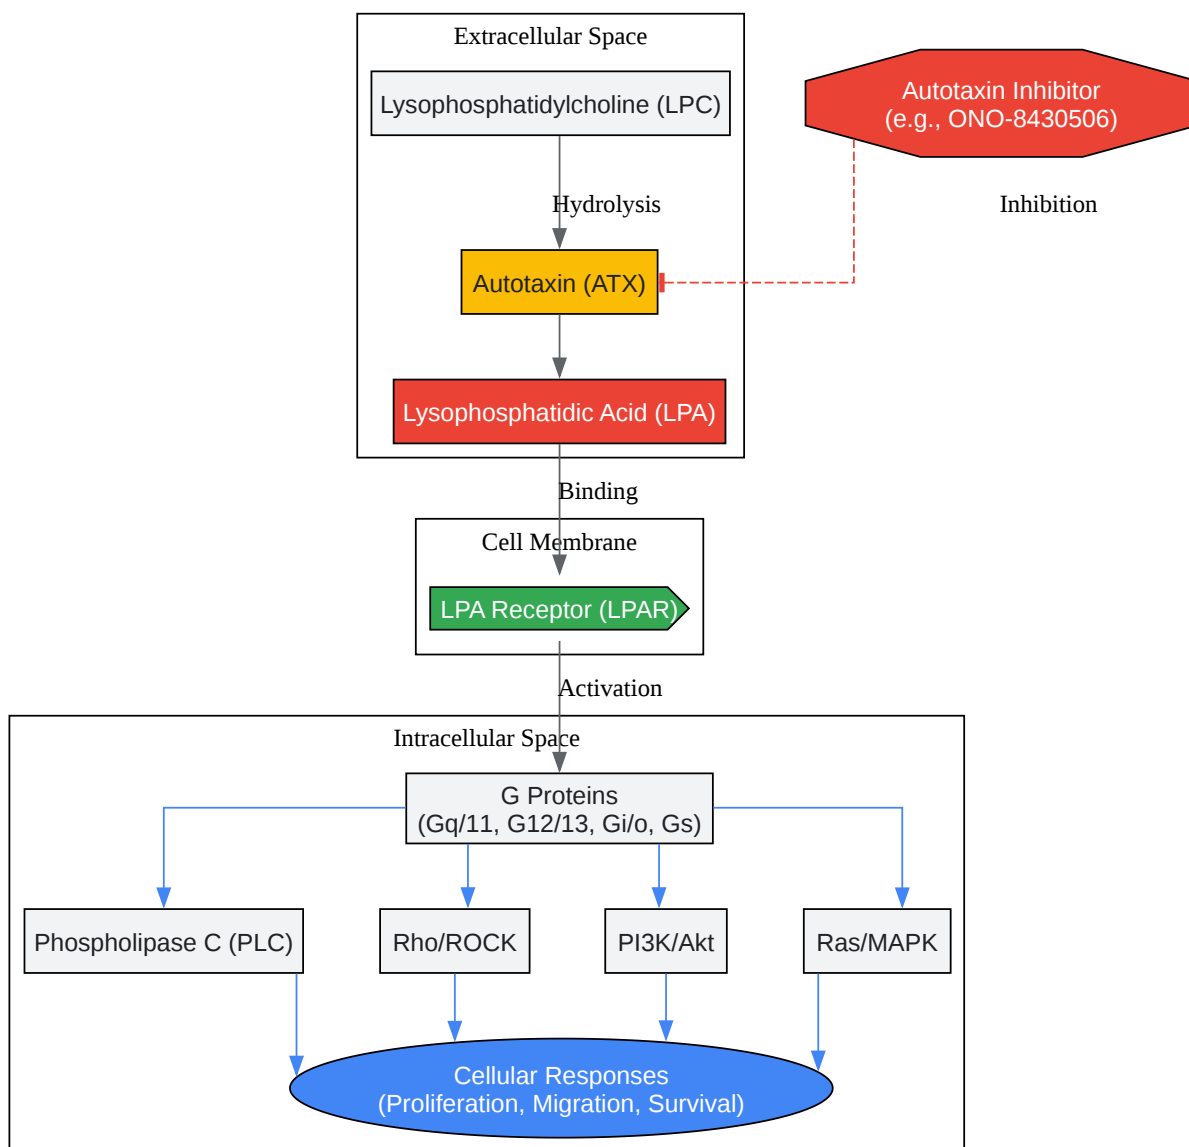 Extracellular Space
Lysophosphatidylcholine (LPC)
Autotaxin Inhibitor
(e.g., ONO-8430506)
Hydrolysis
Inhibition
Autotaxin (ATX)
Lysophosphatidic Acid (LPA)
Binding
Cell Membrane
LPA Receptor (LPAR)
Activation
Intracellular Space
G Proteins
(Gq/11, G12/13, Gi/o, Gs)
Phospholipase C (PLC)
Rho/ROCK
PI3K/Akt
Ras/MAPK
Cellular Responses
(Proliferation, Migration, Survival)